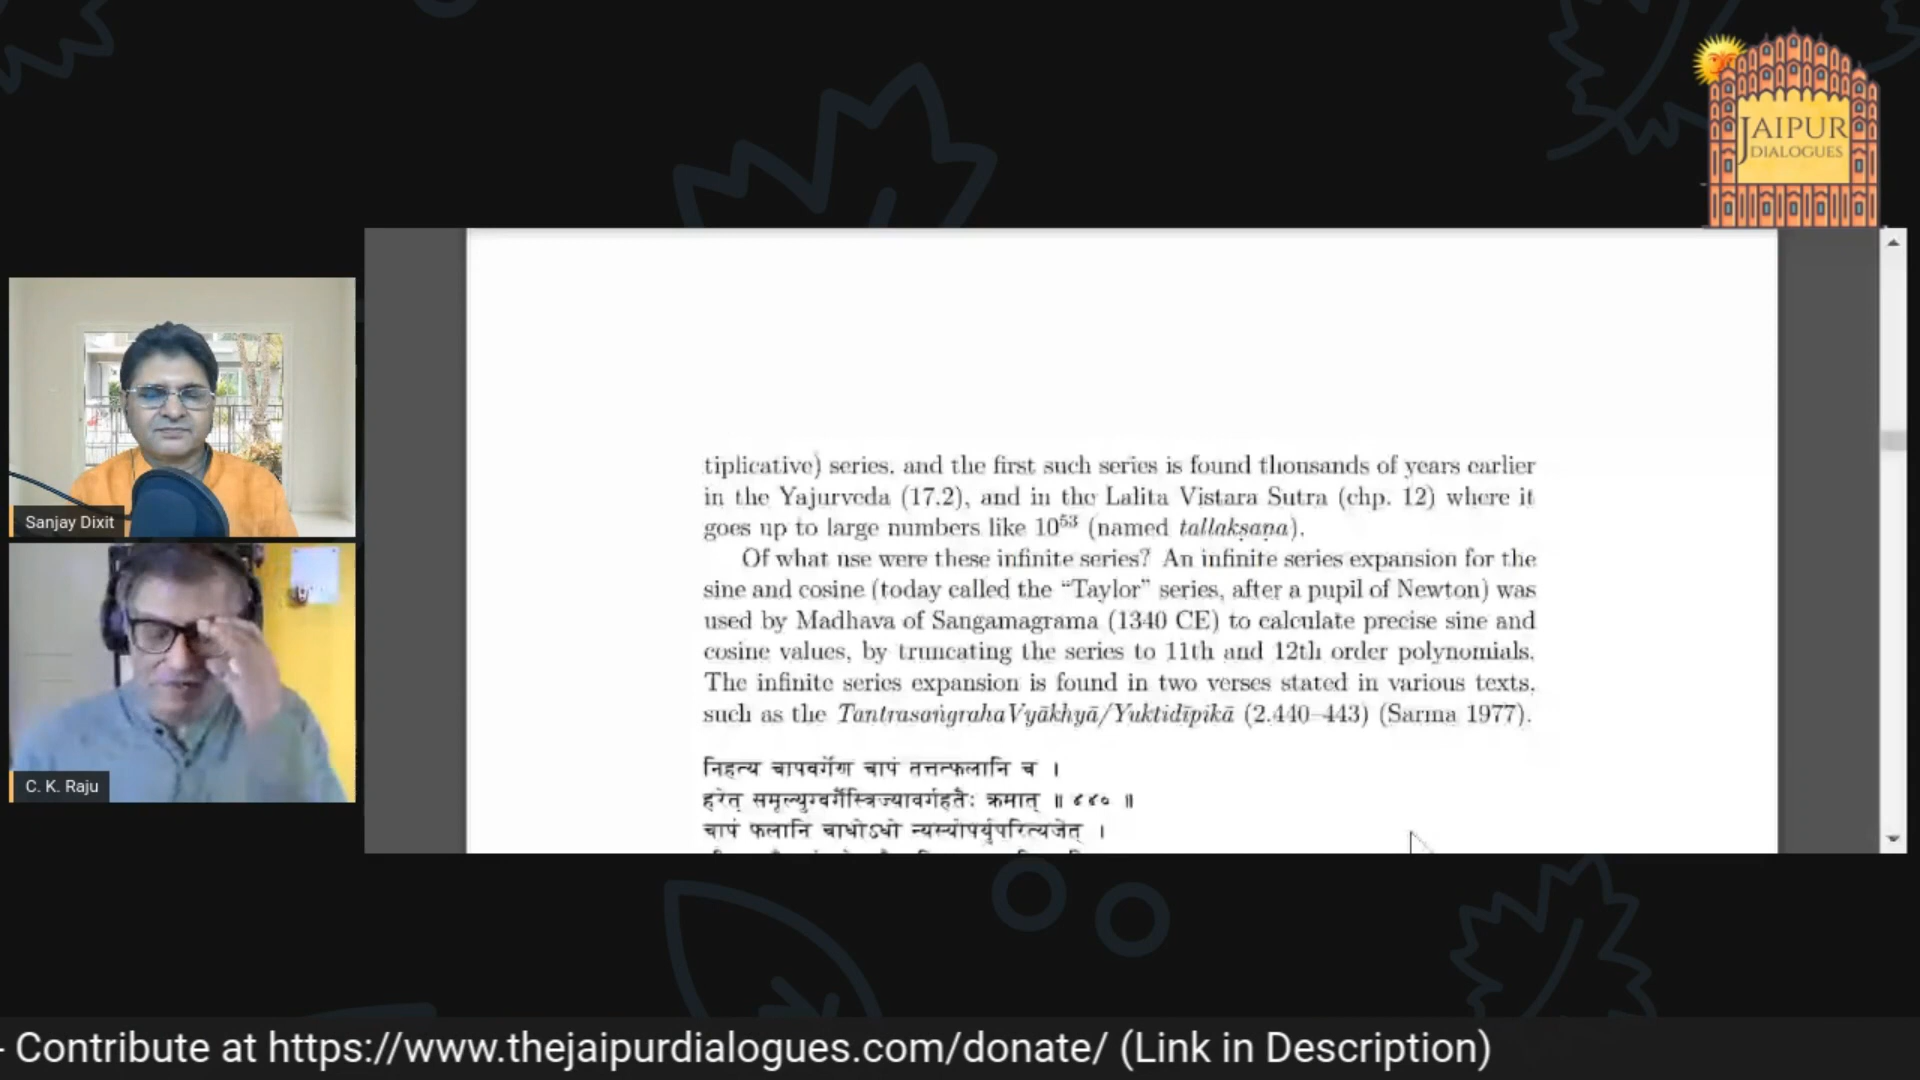 JAIPUR
DIALOGUES
Sanjay Dixit
C. K. Raju
tiplicative) series, and the first such series is found thousands of years earlier
in the Yajurveda (17.2), and in the Lalita Vistara Sutra (chp. 12) where it
goes up to large numbers like 10⁵³ (named tallakṣaṇa).
Of what use were these infinite series? An infinite series expansion for the
sine and cosine (today called the “Taylor” series, after a pupil of Newton) was
used by Madhava of Sangamagrama (1340 CE) to calculate precise sine and
cosine values, by truncating the series to 11th and 12th order polynomials.
The infinite series expansion is found in two verses stated in various texts,
such as the TantrasaṅgrahaVyākhyā/Yuktidīpikā (2.440–443) (Sarma 1977).
निहत्य चापवर्गेण चापं तत्तत्फलानि च ।
हरेत् समूलयुग्वर्गैस्त्रिज्यावर्गहतैः क्रमात् ॥ ४४० ॥
चापं फलानि चाधोऽधो न्यस्योपर्युपरित्यजेत् ।
- Contribute at https://www.thejaipurdialogues.com/donate/ (Link in Description)